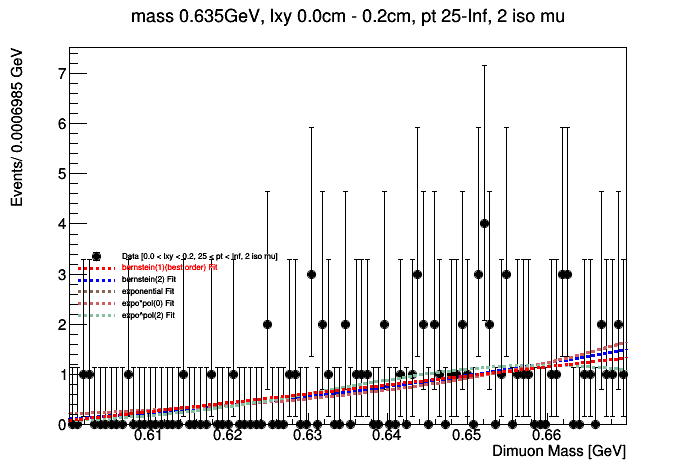 mass 0.635GeV, lxy 0.0cm - 0.2cm, pt 25-Inf, 2 iso mu
Events/ 0.0006985 GeV
7
6
5
4
3
2
1
0
Data [0.0 < lxy < 0.2, 25 < pt < Inf, 2 iso mu]
bernstein(1)(best order) Fit
bernstein(2) Fit
exponential Fit
expo*pol(0) Fit
expo*pol(2) Fit
0.61 0.62 0.63 0.64 0.65 0.66
Dimuon Mass [GeV]